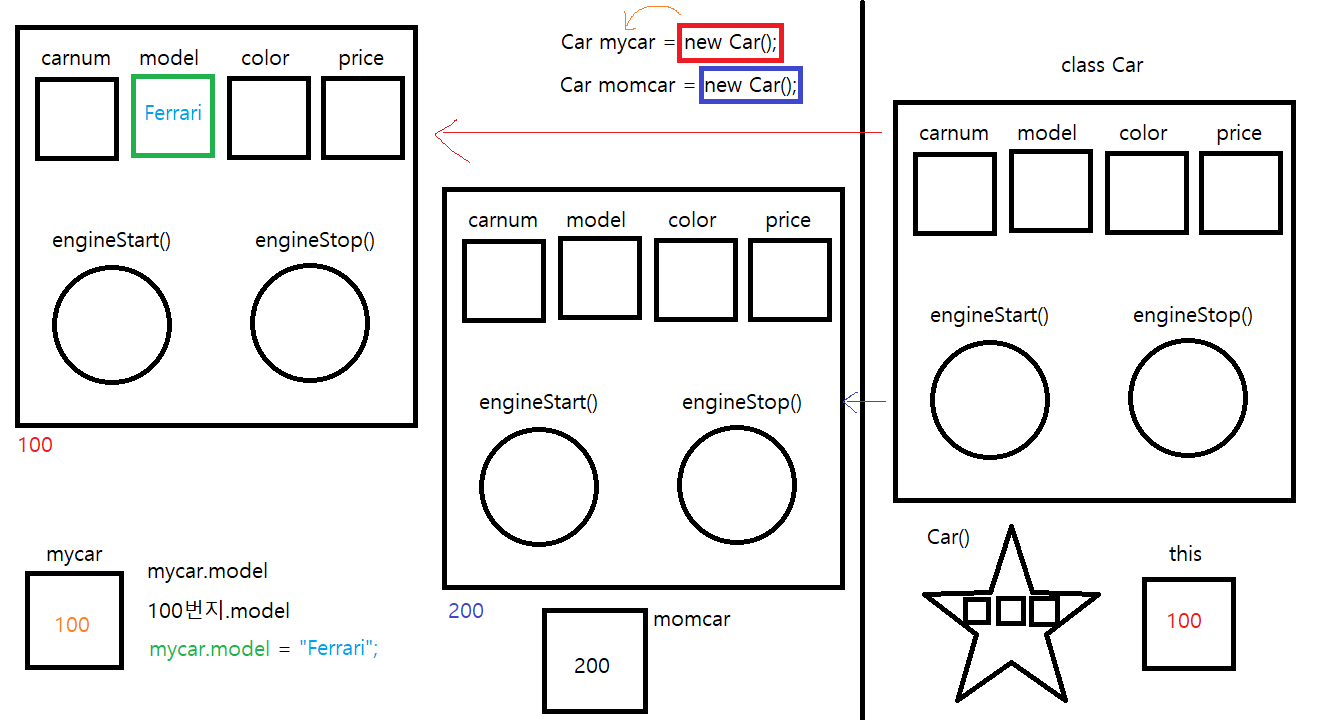 carnum model color price
Ferrari
engineStart() engineStop()
100
mycar
100
mycar.model
100번지.model
mycar.model = "Ferrari";
Car mycar = new Car();
Car momcar = new Car();
carnum model color price
engineStart() engineStop()
200
momcar
200
class Car
carnum model color price
engineStart() engineStop()
Car()
this
100